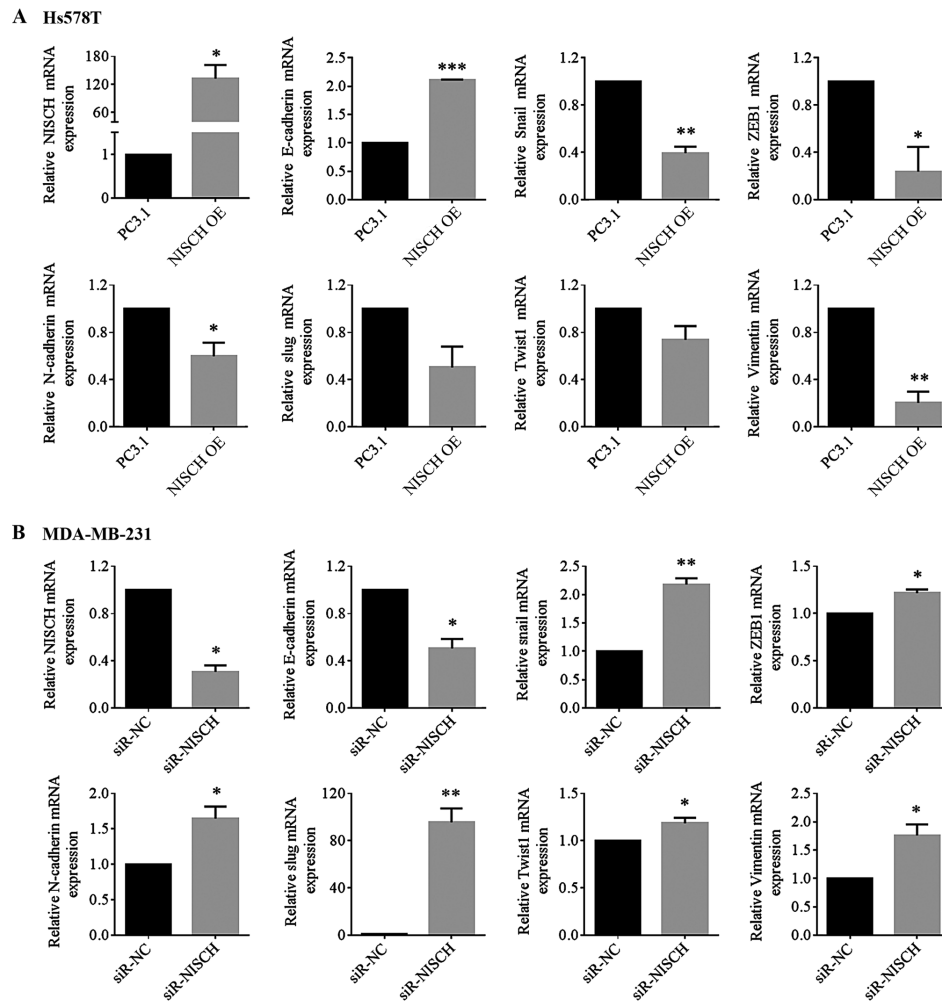 A Hs578T
Relative NISCH mRNA
expression
180
120
60
1
0
*
PC3.1
NISCH OE
Relative E-cadherin mRNA
expression
2.5
2.0
1.5
1.0
0.5
0.0
***
PC3.1
NISCH OE
Relative Snail mRNA
expression
1.2
0.8
0.4
0.0
**
PC3.1
NISCH OE
Relative ZEB1 mRNA
expression
1.2
0.8
0.4
0.0
*
PC3.1
NISCH OE
Relative N-cadherin mRNA
expression
1.2
0.8
0.4
0.0
*
PC3.1
NISCH OE
Relative slug mRNA
expression
1.2
0.8
0.4
0.0
PC3.1
NISCH OE
Relative Twist1 mRNA
expression
1.2
0.8
0.4
0.0
PC3.1
NISCH OE
Relative Vimentin mRNA
expression
1.2
0.8
0.4
0.0
**
PC3.1
NISCH OE
B MDA-MB-231
Relative NISCH mRNA
expression
1.2
0.8
0.4
0.0
*
siR-NC
siR-NISCH
Relative E-cadherin mRNA
expression
1.2
0.8
0.4
0.0
*
siR-NC
siR-NISCH
Relative snail mRNA
expression
2.5
2.0
1.5
1.0
0.5
0.0
**
siR-NC
siR-NISCH
Relative ZEB1 mRNA
expression
1.5
1.0
0.5
0.0
*
sRi-NC
siR-NISCH
Relative N-cadherin mRNA
expression
2.0
1.5
1.0
0.5
0.0
*
siR-NC
siR-NISCH
Relative slug mRNA
expression
120
80
40
0
**
siR-NC
siR-NISCH
Relative Twist1 mRNA
expression
1.5
1.0
0.5
0.0
*
siR-NC
siR-NISCH
Relative Vimentin mRNA
expression
2.5
2.0
1.5
1.0
0.5
0.0
*
siR-NC
siR-NISCH